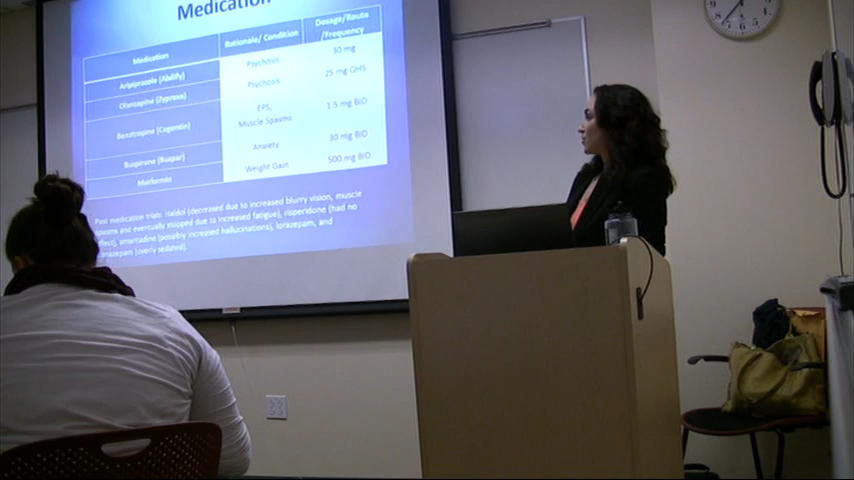 Medication
Medication Rationale/ Condition Dosage/Route /Frequency
Aripiprazole (Abilify) Psychosis 30 mg
Olanzapine (Zyprexa) Psychosis 25 mg QHS
Benztropine (Cogentin) EPS, Muscle Spasms 1.5 mg BID
Buspirone (Buspar) Anxiety 30 mg BID
Metformin Weight Gain 500 mg BID
Past medication trials: Haldol (decreased due to increased blurry vision, muscle
spasms and eventually stopped due to increased fatigue), risperidone (had no
effect), amantadine (possibly increased hallucinations), lorazepam, and
(overly sedated).